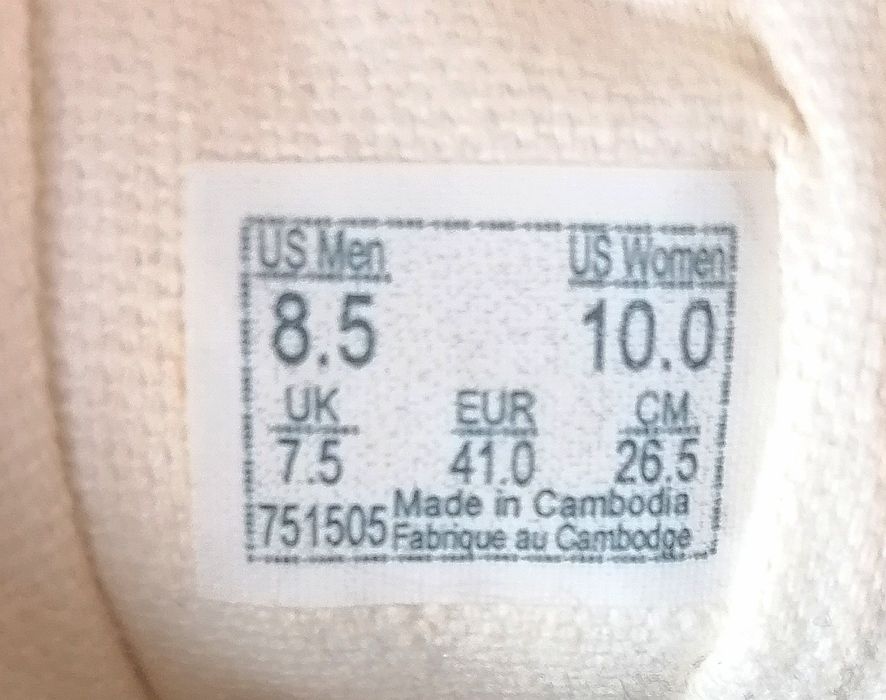 US Men US Women
8.5 10.0
UK EUR CM
7.5 41.0 26.5
751505 Made in Cambodia
Fabrique au Cambodge